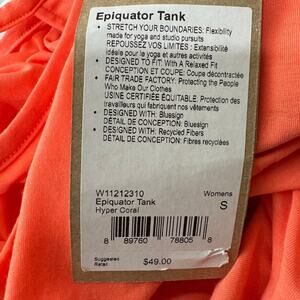 Epiquator Tank
• STRETCH YOUR BOUNDARIES: Flexibility
made for yoga and studio pursuits
REPOUSSEZ VOS LIMITES : Extensibilité
idéale pour le yoga et autres activités
• DESIGNED TO FIT: With A Relaxed Fit
CONCEPTION ET COUPE: Coupe décontractée
• FAIR TRADE FACTORY: Protecting the People
Who Make Our Clothes
USINE CERTIFIÉE ÉQUITABLE: Protection des
travailleurs qui fabriquent nos vêtements
• DESIGNED WITH: Bluesign
DÉTAIL DE CONCEPTION: Bluesign
• DESIGNED WITH: Recycled Fibers
DÉTAIL DE CONCEPTION: Fibres recyclées
W11212310 Womens
Epiquator Tank
Hyper Coral S
8 89760 78805 8
Suggested
Retail $49.00